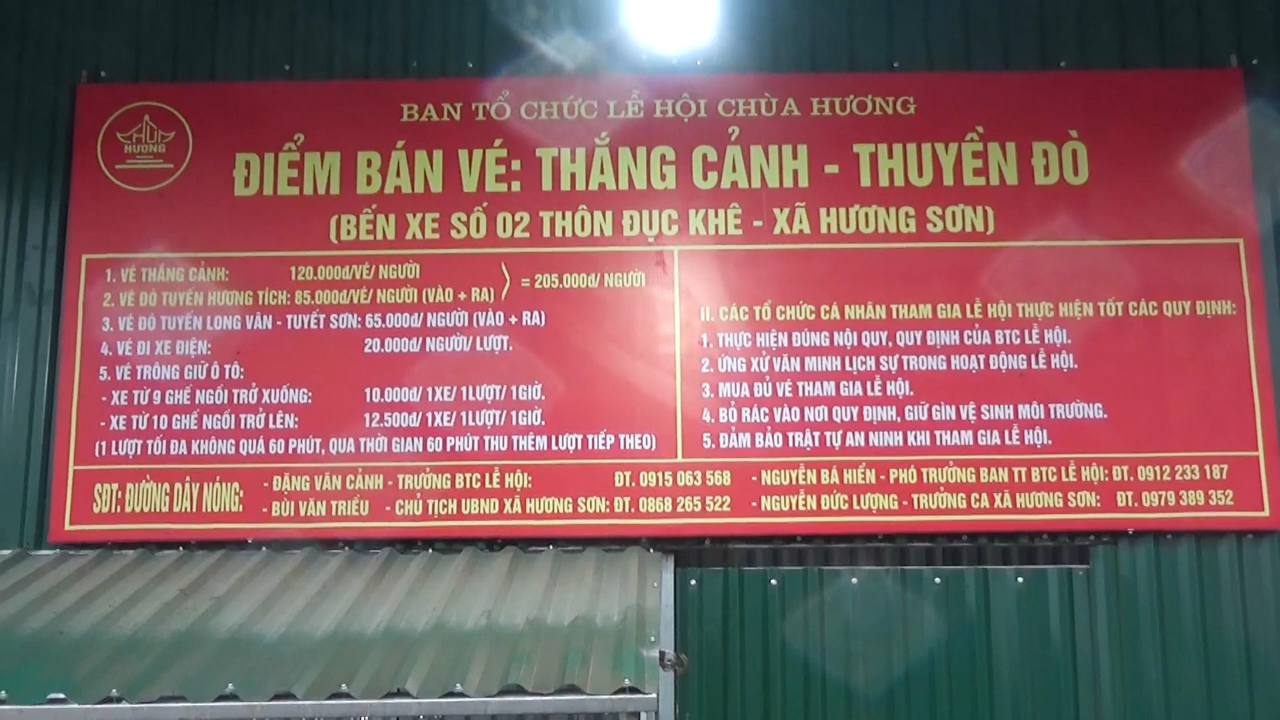 HƯƠNG
BAN TỔ CHỨC LỄ HỘI CHÙA HƯƠNG
ĐIỂM BÁN VÉ: THẮNG CẢNH - THUYỀN ĐÒ
(BẾN XE SỐ 02 THÔN ĐỤC KHÊ - XÃ HƯƠNG SƠN)
1. VÉ THẮNG CẢNH: 120.000đ/VÉ/ NGƯỜI
2. VÉ ĐÒ TUYẾN HƯƠNG TÍCH: 85.000đ/VÉ/ NGƯỜI (VÀO + RA)
= 205.000đ/ NGƯỜI
3. VÉ ĐÒ TUYẾN LONG VÂN - TUYẾT SƠN: 65.000đ/ NGƯỜI (VÀO + RA)
4. VÉ ĐI XE ĐIỆN: 20.000đ/ NGƯỜI/ LƯỢT.
5. VÉ TRÔNG GIỮ Ô TÔ:
- XE TỪ 9 GHẾ NGỒI TRỞ XUỐNG: 10.000đ/ 1XE/ 1LƯỢT/ 1GIỜ.
- XE TỪ 10 GHẾ NGỒI TRỞ LÊN: 12.500đ/ 1XE/ 1LƯỢT/ 1GIỜ.
(1 LƯỢT TỐI ĐA KHÔNG QUÁ 60 PHÚT, QUA THỜI GIAN 60 PHÚT THU THÊM LƯỢT TIẾP THEO)
II. CÁC TỔ CHỨC CÁ NHÂN THAM GIA LỄ HỘI THỰC HIỆN TỐT CÁC QUY ĐỊNH:
1. THỰC HIỆN ĐÚNG NỘI QUY, QUY ĐỊNH CỦA BTC LỄ HỘI.
2. ỨNG XỬ VĂN MINH LỊCH SỰ TRONG HOẠT ĐỘNG LỄ HỘI.
3. MUA ĐỦ VÉ THAM GIA LỄ HỘI.
4. BỎ RÁC VÀO NƠI QUY ĐỊNH, GIỮ GÌN VỆ SINH MÔI TRƯỜNG.
5. ĐẢM BẢO TRẬT TỰ AN NINH KHI THAM GIA LỄ HỘI.
SĐT: ĐƯỜNG DÂY NÓNG:
- ĐẶNG VĂN CẢNH - TRƯỞNG BTC LỄ HỘI: ĐT. 0915 063 568
- BÙI VĂN TRIỀU - CHỦ TỊCH UBND XÃ HƯƠNG SƠN: ĐT. 0868 265 522
- NGUYỄN BÁ HIỂN - PHÓ TRƯỞNG BAN TT BTC LỄ HỘI: ĐT. 0912 233 187
- NGUYỄN ĐỨC LƯỢNG - TRƯỞNG CA XÃ HƯƠNG SƠN: ĐT. 0979 389 352